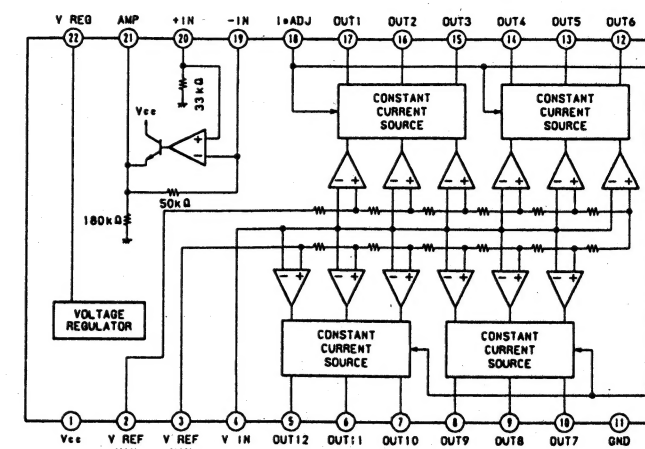 V REG AMP +IN -IN IoADJ OUT1 OUT2 OUT3 OUT4 OUT5 OUT6
22 21 20 19 18 17 16 15 14 13 12
33kΩ
Vcc
+
-
50kΩ
180kΩ
CONSTANT
CURRENT
SOURCE
CONSTANT
CURRENT
SOURCE
- + - + - + - + - + - +
- + - + - + - + - + - +
VOLTAGE
REGULATOR
CONSTANT
CURRENT
SOURCE
CONSTANT
CURRENT
SOURCE
1 2 3 4 5 6 7 8 9 10 11
Vcc V REF V REF V IN OUT12 OUT11 OUT10 OUT9 OUT8 OUT7 GND